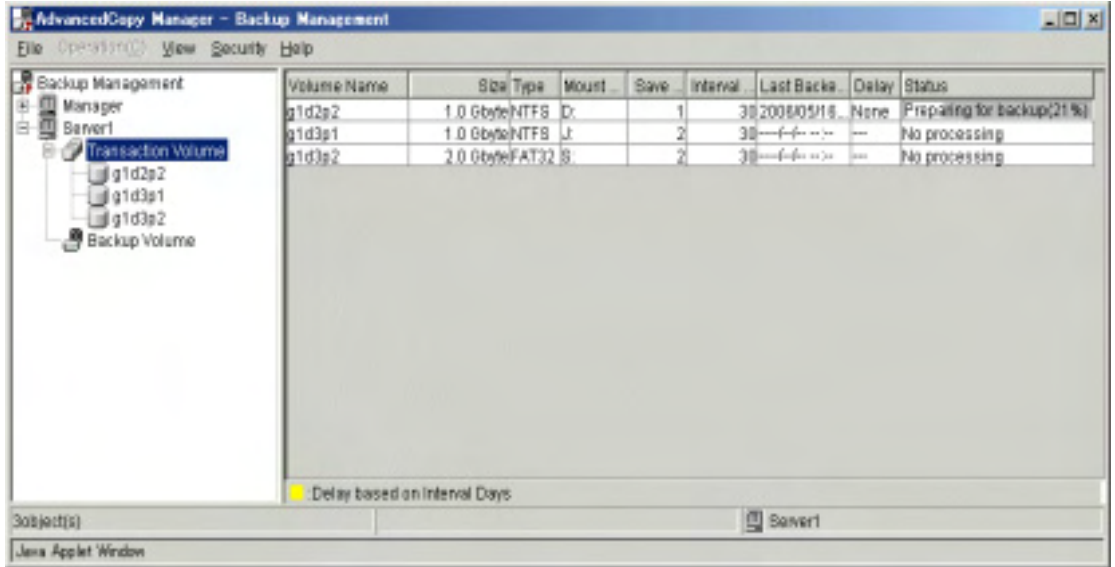 AdvancedCopy Manager - Backup Management
File Operation(O) View Security Help
Backup Management
Manager
Server1
Transaction Volume
g1d2p2
g1d3p1
g1d3p2
Backup Volume
Volume Name Size Type Mount .. Save .. Interval .. Last Backe.. Delay Status
g1d2p2 1.0 Gbyte NTFS D: 1 30 2006/05/16.. None Preparing for backup(21%)
g1d3p1 1.0 Gbyte NTFS J: 2 30 ----/--/-- --:-- --- No processing
g1d3p2 2.0 Gbyte FAT32 S: 2 30 ----/--/-- --:-- --- No processing
:Delay based on Interval Days
3object(s) Server1
Java Applet Window